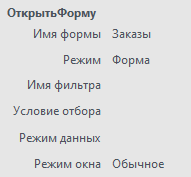 ОткрытьФорму
Имя формы Заказы
Режим Форма
Имя фильтра
Условие отбора
Режим данных
Режим окна Обычное